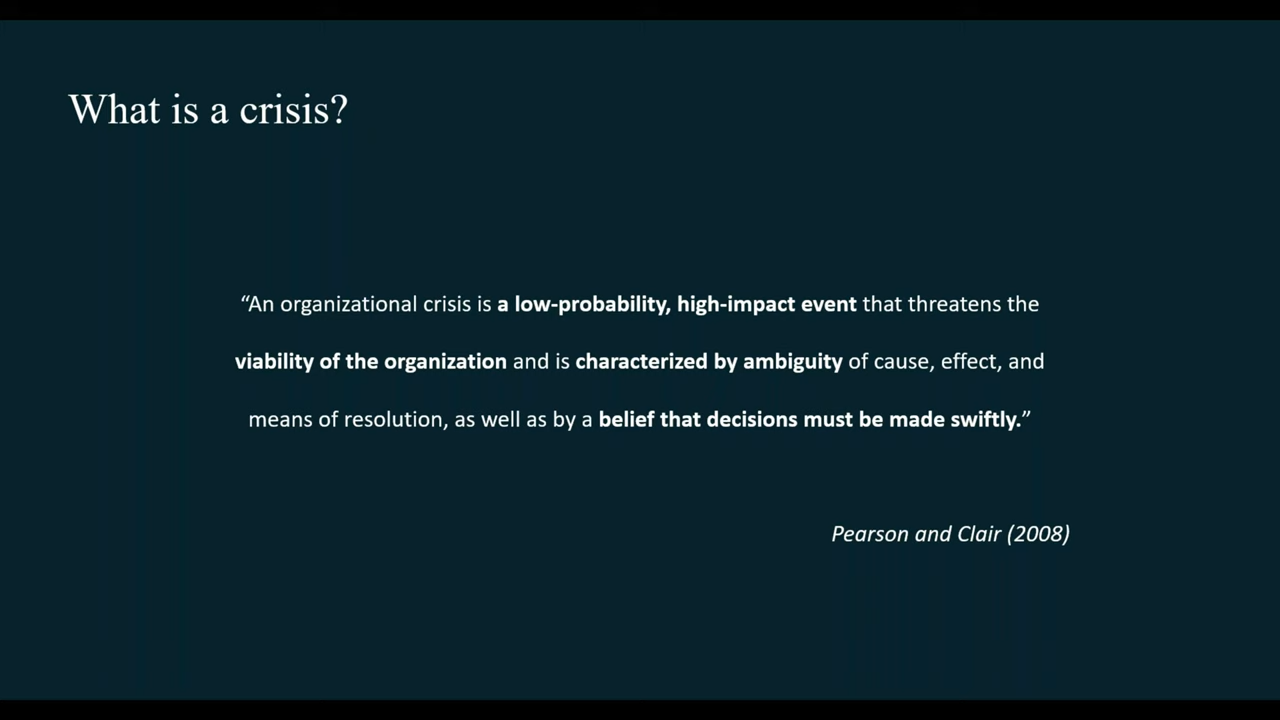 What is a crisis?
“An organizational crisis is a low-probability, high-impact event that threatens the
viability of the organization and is characterized by ambiguity of cause, effect, and
means of resolution, as well as by a belief that decisions must be made swiftly.”
Pearson and Clair (2008)